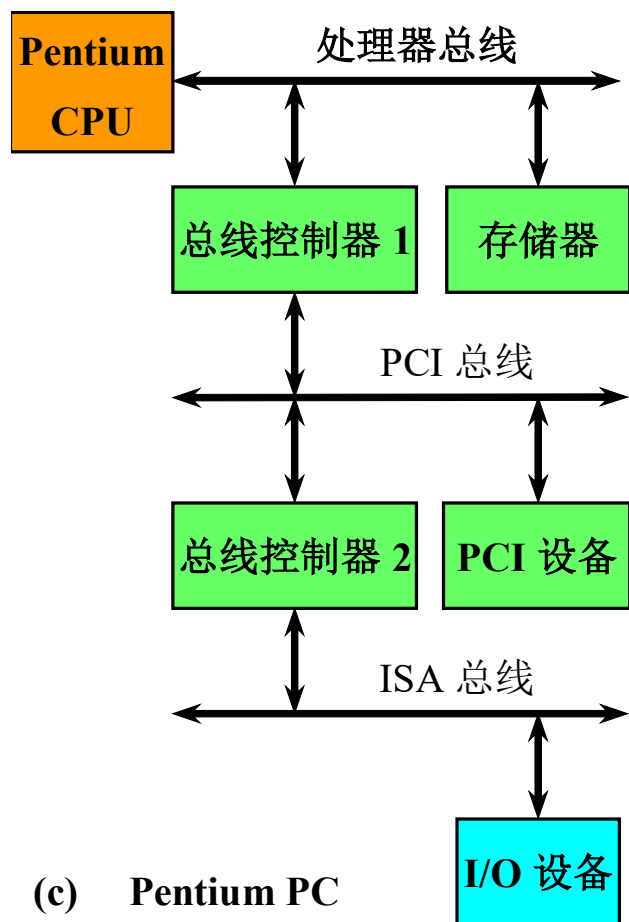 Pentium
CPU
处理器总线
总线控制器 1
存储器
PCI 总线
总线控制器 2
PCI 设备
ISA 总线
I/O 设备
(c) Pentium PC